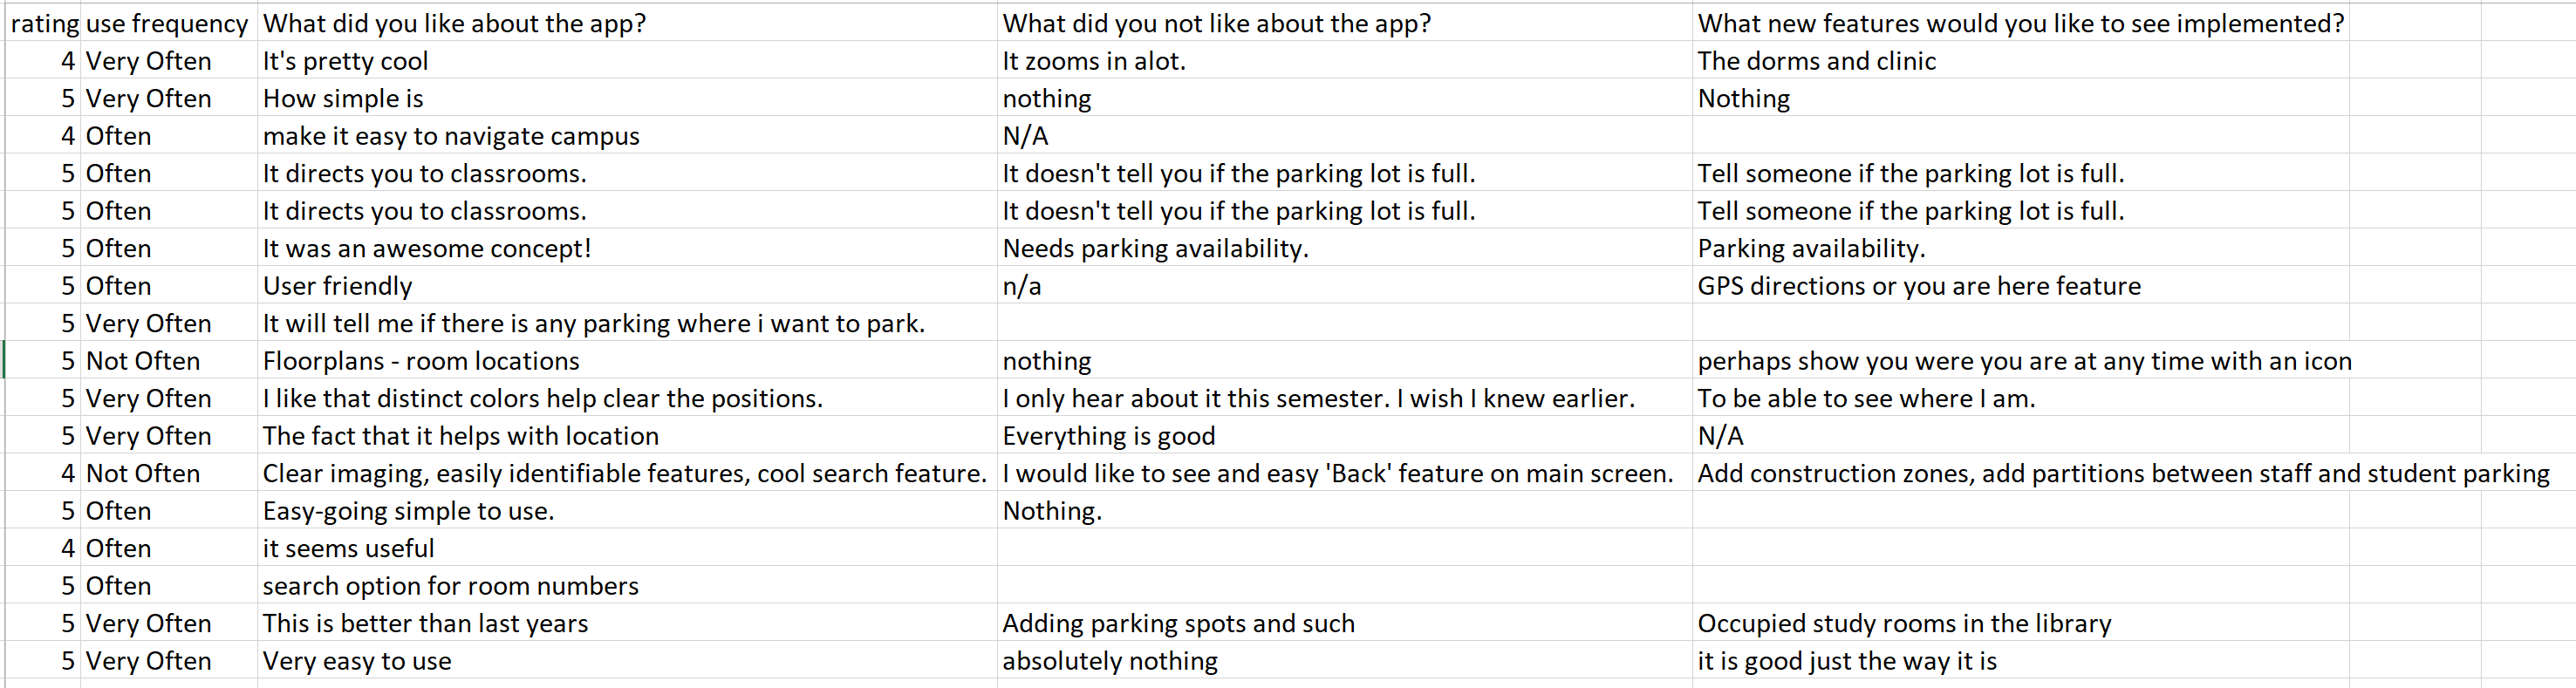 rating use frequency What did you like about the app? What did you not like about the app? What new features would you like to see implemented?
4 Very Often It's pretty cool It zooms in alot. The dorms and clinic
5 Very Often How simple is nothing Nothing
4 Often make it easy to navigate campus N/A
5 Often It directs you to classrooms. It doesn't tell you if the parking lot is full. Tell someone if the parking lot is full.
5 Often It directs you to classrooms. It doesn't tell you if the parking lot is full. Tell someone if the parking lot is full.
5 Often It was an awesome concept! Needs parking availability. Parking availability.
5 Often User friendly n/a GPS directions or you are here feature
5 Very Often It will tell me if there is any parking where i want to park.
5 Not Often Floorplans - room locations nothing perhaps show you were you are at any time with an icon
5 Very Often I like that distinct colors help clear the positions. I only hear about it this semester. I wish I knew earlier. To be able to see where I am.
5 Very Often The fact that it helps with location Everything is good N/A
4 Not Often Clear imaging, easily identifiable features, cool search feature. I would like to see and easy 'Back' feature on main screen. Add construction zones, add partitions between staff and student parking
5 Often Easy-going simple to use. Nothing.
4 Often it seems useful
5 Often search option for room numbers
5 Very Often This is better than last years Adding parking spots and such Occupied study rooms in the library
5 Very Often Very easy to use absolutely nothing it is good just the way it is